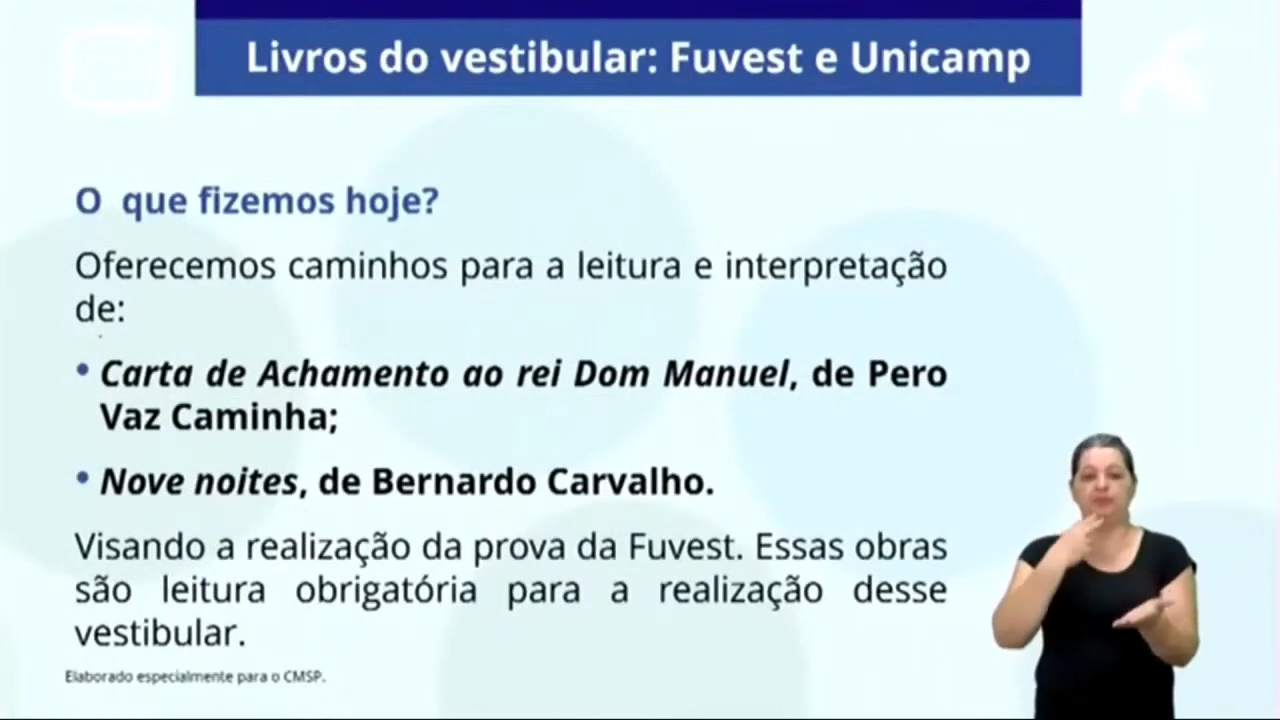 Livros do vestibular: Fuvest e Unicamp
O que fizemos hoje?
Oferecemos caminhos para a leitura e interpretação
de:
• Carta de Achamento ao rei Dom Manuel, de Pero
Vaz Caminha;
• Nove noites, de Bernardo Carvalho.
Visando a realização da prova da Fuvest. Essas obras
são leitura obrigatória para a realização desse
vestibular.
Elaborado especialmente para o CMSP.